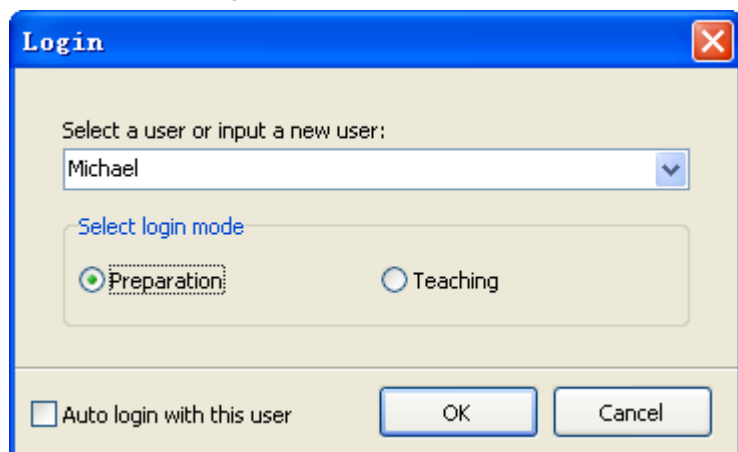 Login
Select a user or input a new user:
Michael
Select login mode
Preparation
Teaching
Auto login with this user
OK
Cancel